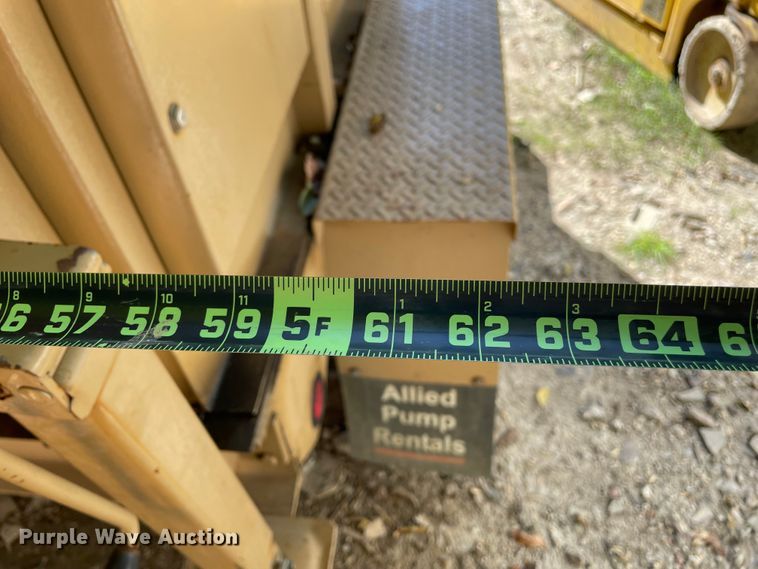 8 9 10 11 1 2 3
56 57 58 59 5F 61 62 63 64 6
Allied
Pump
Rentals
Purple Wave Auction